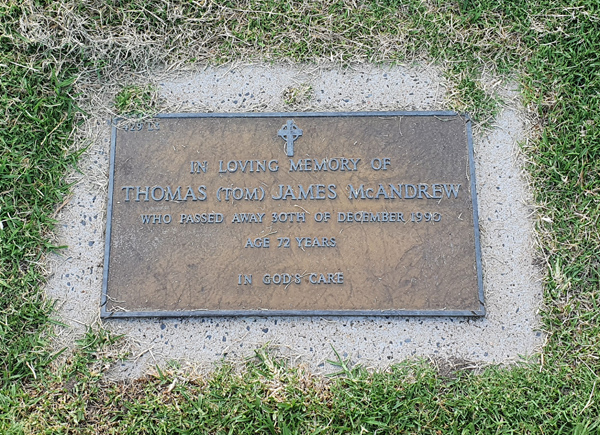 IN LOVING MEMORY OF
THOMAS (TOM) JAMES McANDREW
WHO PASSED AWAY 30TH OF DECEMBER
AGE 72 YEARS
IN GOD'S CARE